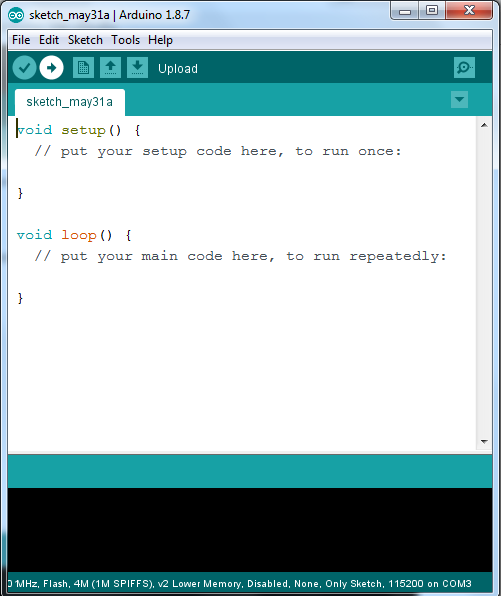 sketch_may31a | Arduino 1.8.7
File Edit Sketch Tools Help
Upload
sketch_may31a
void setup() {
  // put your setup code here, to run once:
}
void loop() {
  // put your main code here, to run repeatedly:
}
0 MHz, Flash, 4M (1M SPIFFS), v2 Lower Memory, Disabled, None, Only Sketch, 115200 on COM3